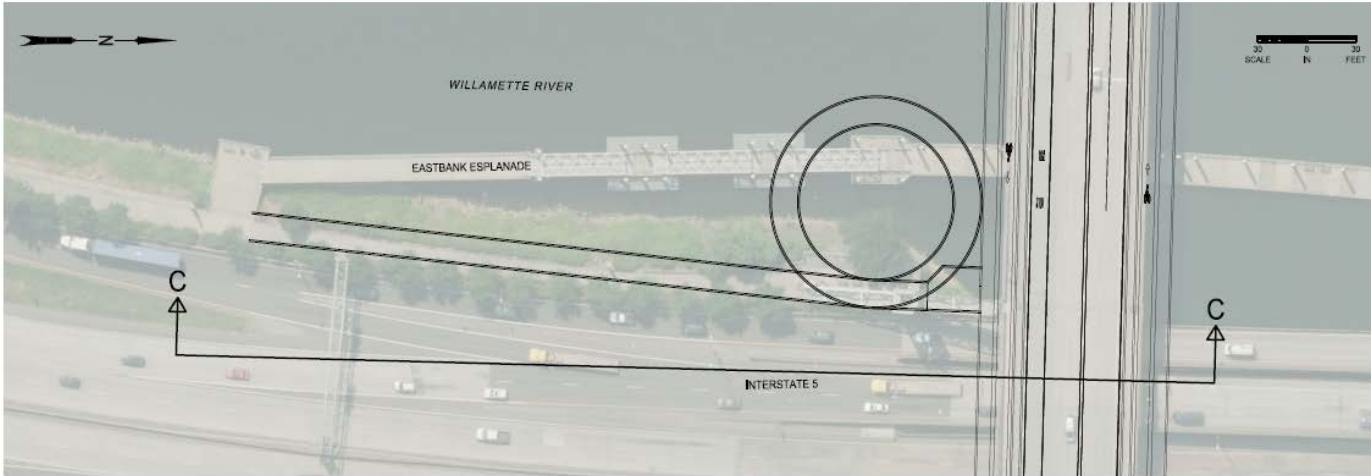 N
30 0 30
SCALE IN FEET
WILLAMETTE RIVER
EASTBANK ESPLANADE
C
C
INTERSTATE 5